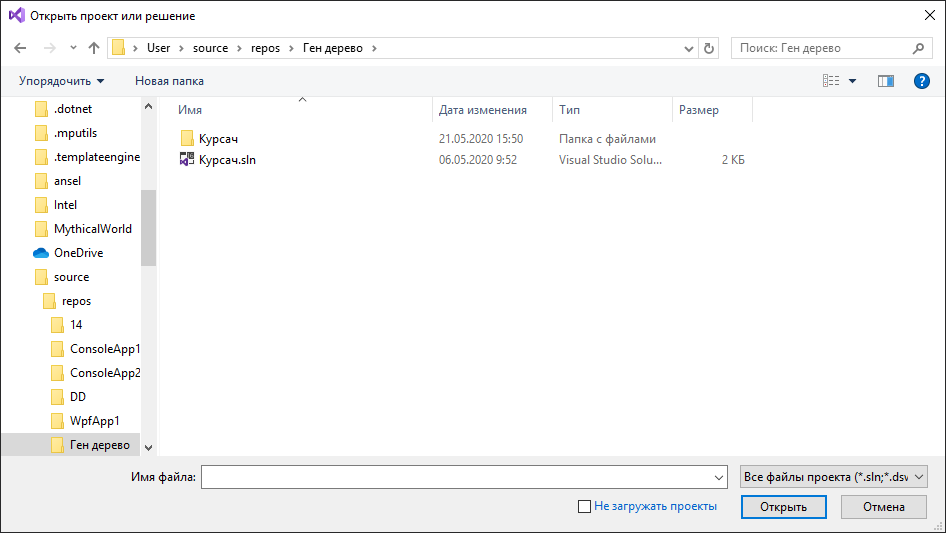 Открыть проект или решение
User › source › repos › Ген дерево ›
Поиск: Ген дерево
Упорядочить
Новая папка
?
Имя
Дата изменения
Тип
Размер
.dotnet
.mputils
.templateengine
ansel
Intel
MythicalWorld
OneDrive
source
repos
14
ConsoleApp1
ConsoleApp2
DD
WpfApp1
Ген дерево
Курсач 21.05.2020 15:50 Папка с файлами
Курсач.sln 06.05.2020 9:52 Visual Studio Solu... 2 КБ
Имя файла:
Все файлы проекта (*.sln;*.dsw
Не загружать проекты
Открыть
Отмена